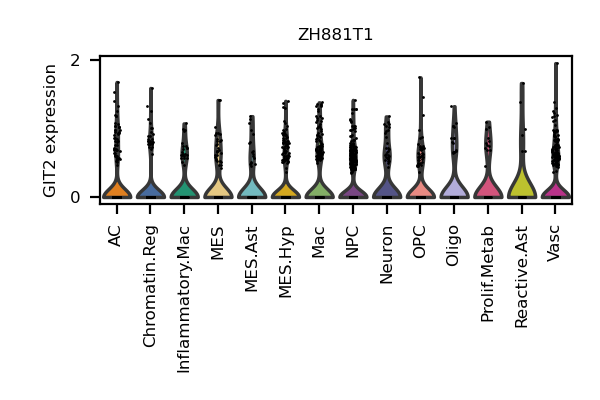 ZH881T1
GIT2 expression
2
0
AC
Chromatin.Reg
Inflammatory.Mac
MES
MES.Ast
MES.Hyp
Mac
NPC
Neuron
OPC
Oligo
Prolif.Metab
Reactive.Ast
Vasc